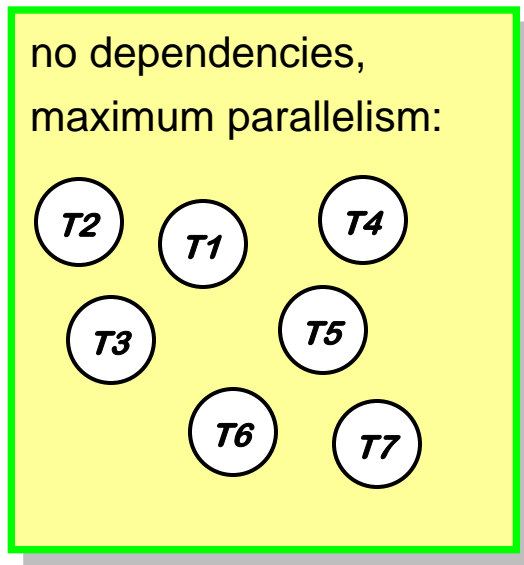 no dependencies,
maximum parallelism:
T2
T1
T4
T3
T5
T6
T7